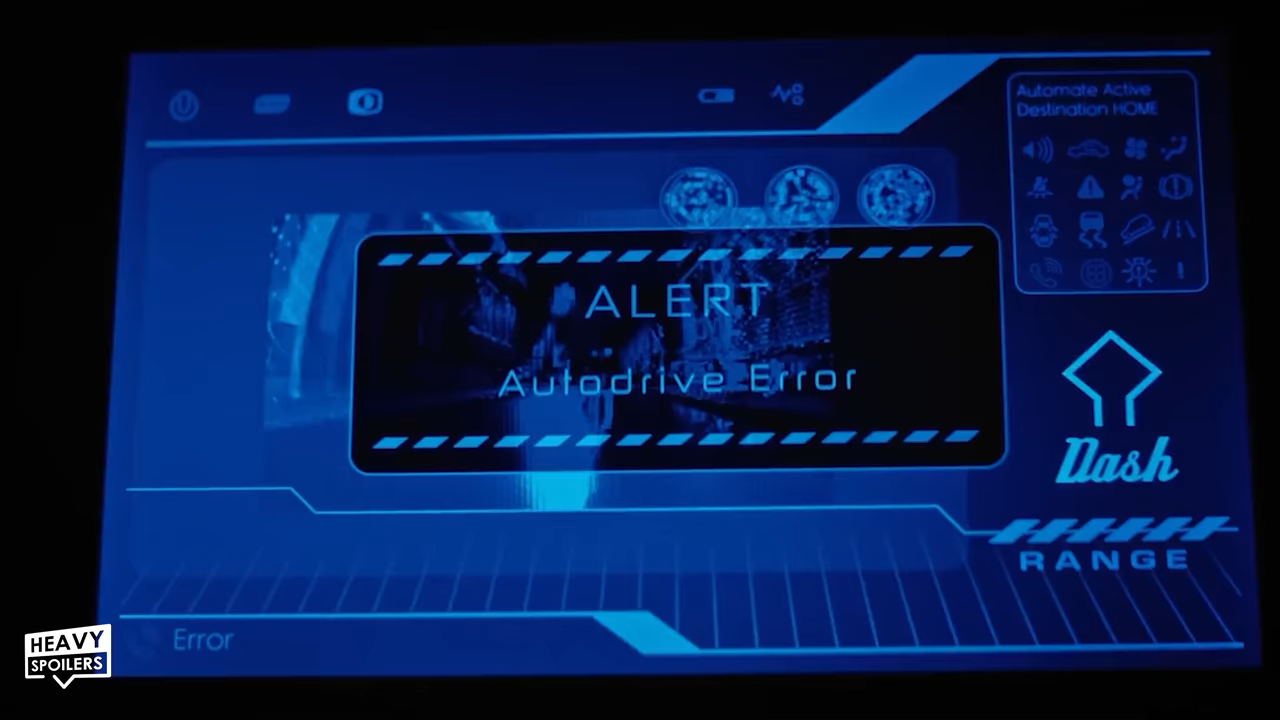 Automate Active
Destination HOME
ALERT
Autodrive Error
Dash
RANGE
Error
HEAVY
SPOILERS